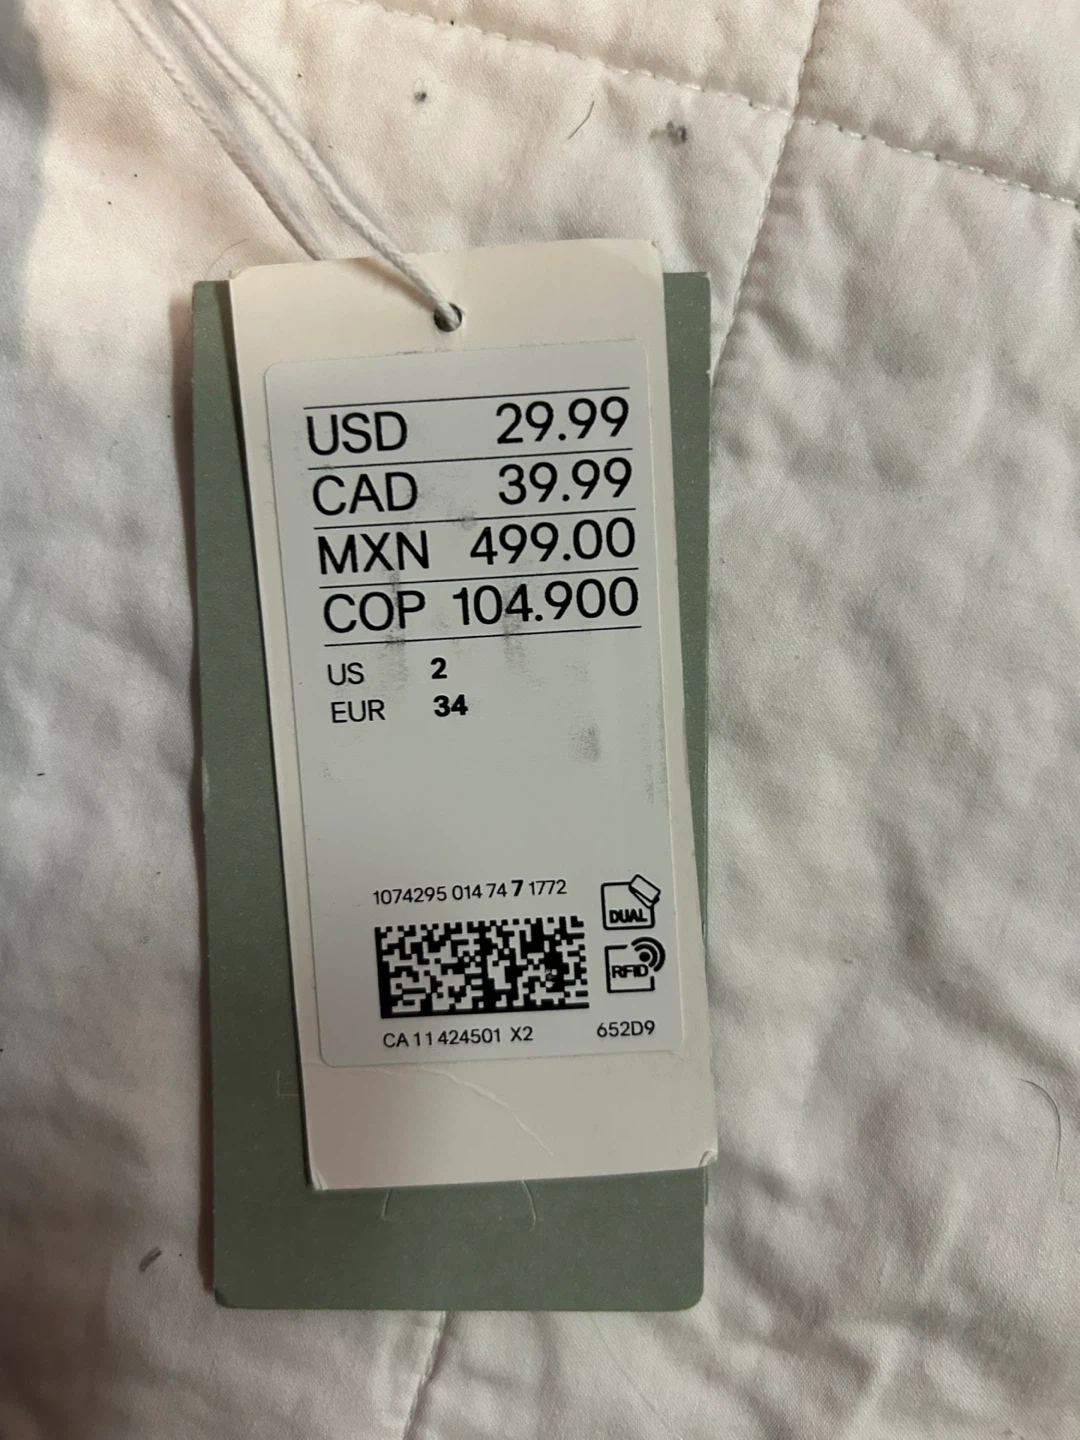 USD 29.99
CAD 39.99
MXN 499.00
COP 104.900
US 2
EUR 34
1074295 014 74 7 1772
DUAL
RFID
CA 11 424501 X2 652D9